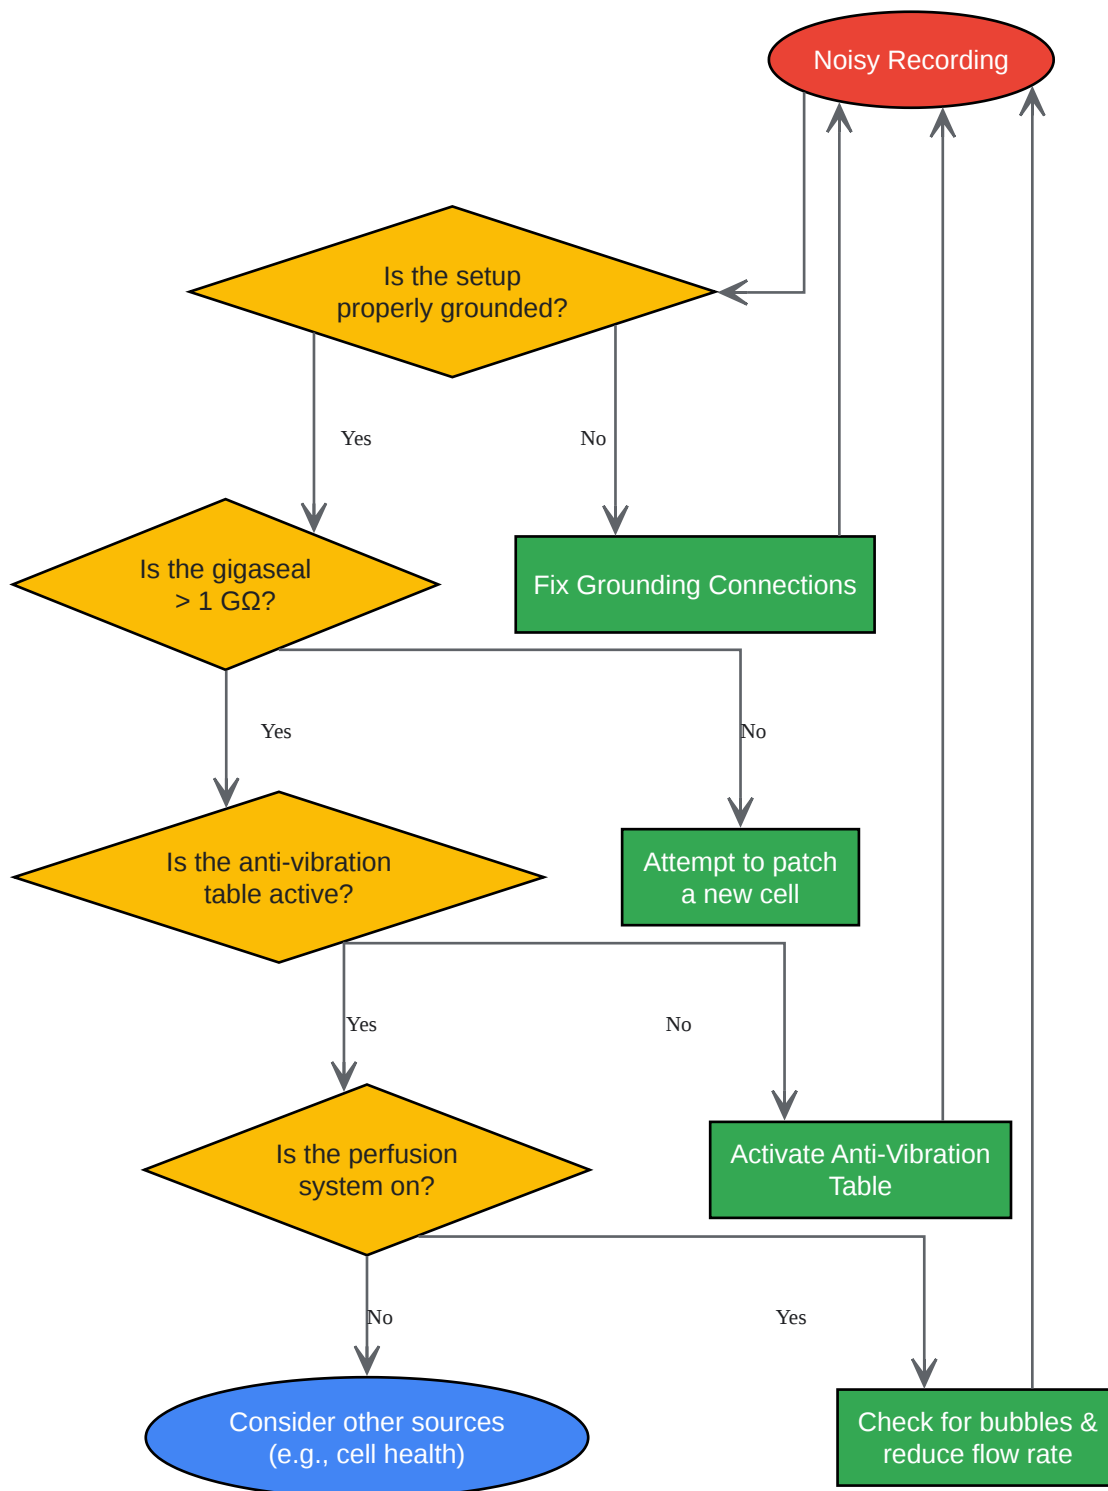 Noisy Recording
Is the setup
properly grounded?
Yes
No
Is the gigaseal
> 1 GΩ?
Fix Grounding Connections
Yes
No
Is the anti-vibration
table active?
Attempt to patch
a new cell
Yes
No
Is the perfusion
system on?
Activate Anti-Vibration
Table
No
Yes
Consider other sources
(e.g., cell health)
Check for bubbles &
reduce flow rate